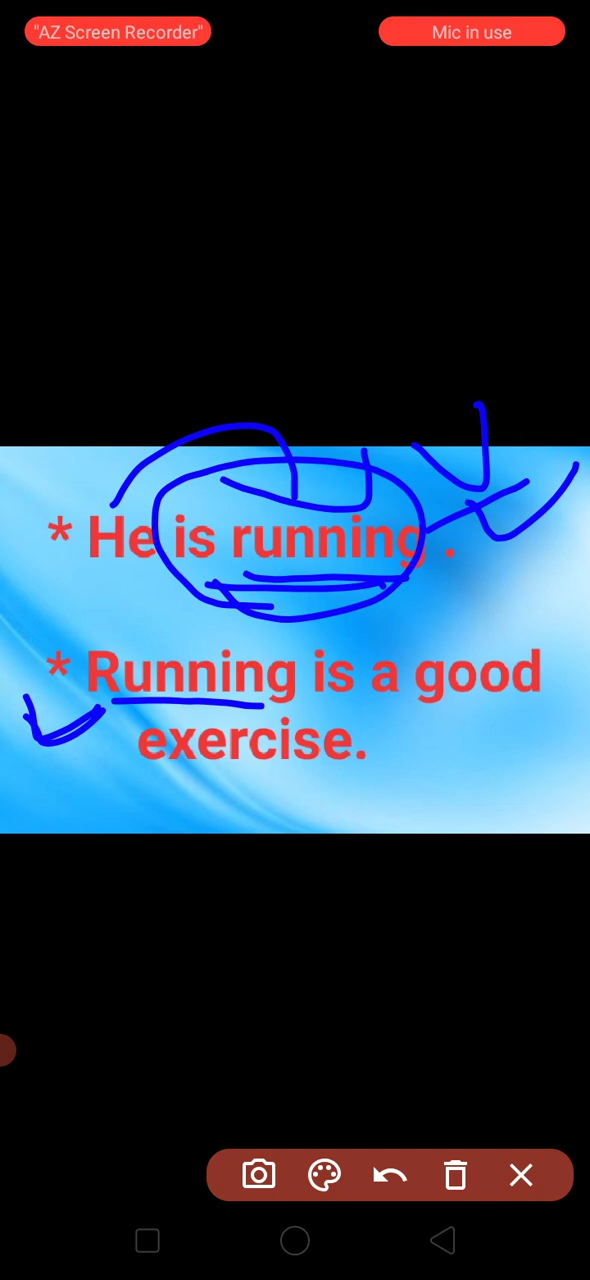 "AZ Screen Recorder" Mic in use
* He is running .
* Running is a good
exercise.